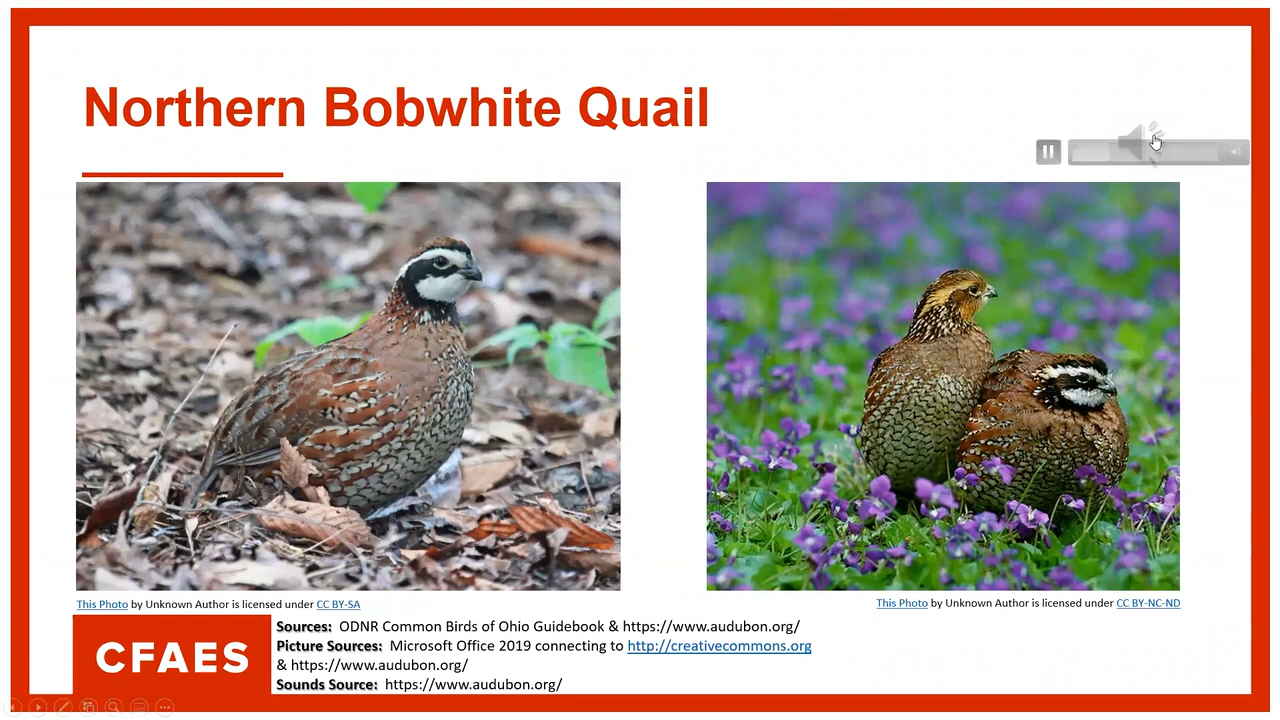 Northern Bobwhite Quail
This Photo by Unknown Author is licensed under CC BY-SA
This Photo by Unknown Author is licensed under CC BY-NC-ND
CFAES
Sources: ODNR Common Birds of Ohio Guidebook & https://www.audubon.org/
Picture Sources: Microsoft Office 2019 connecting to http://creativecommons.org
& https://www.audubon.org/
Sounds Source: https://www.audubon.org/